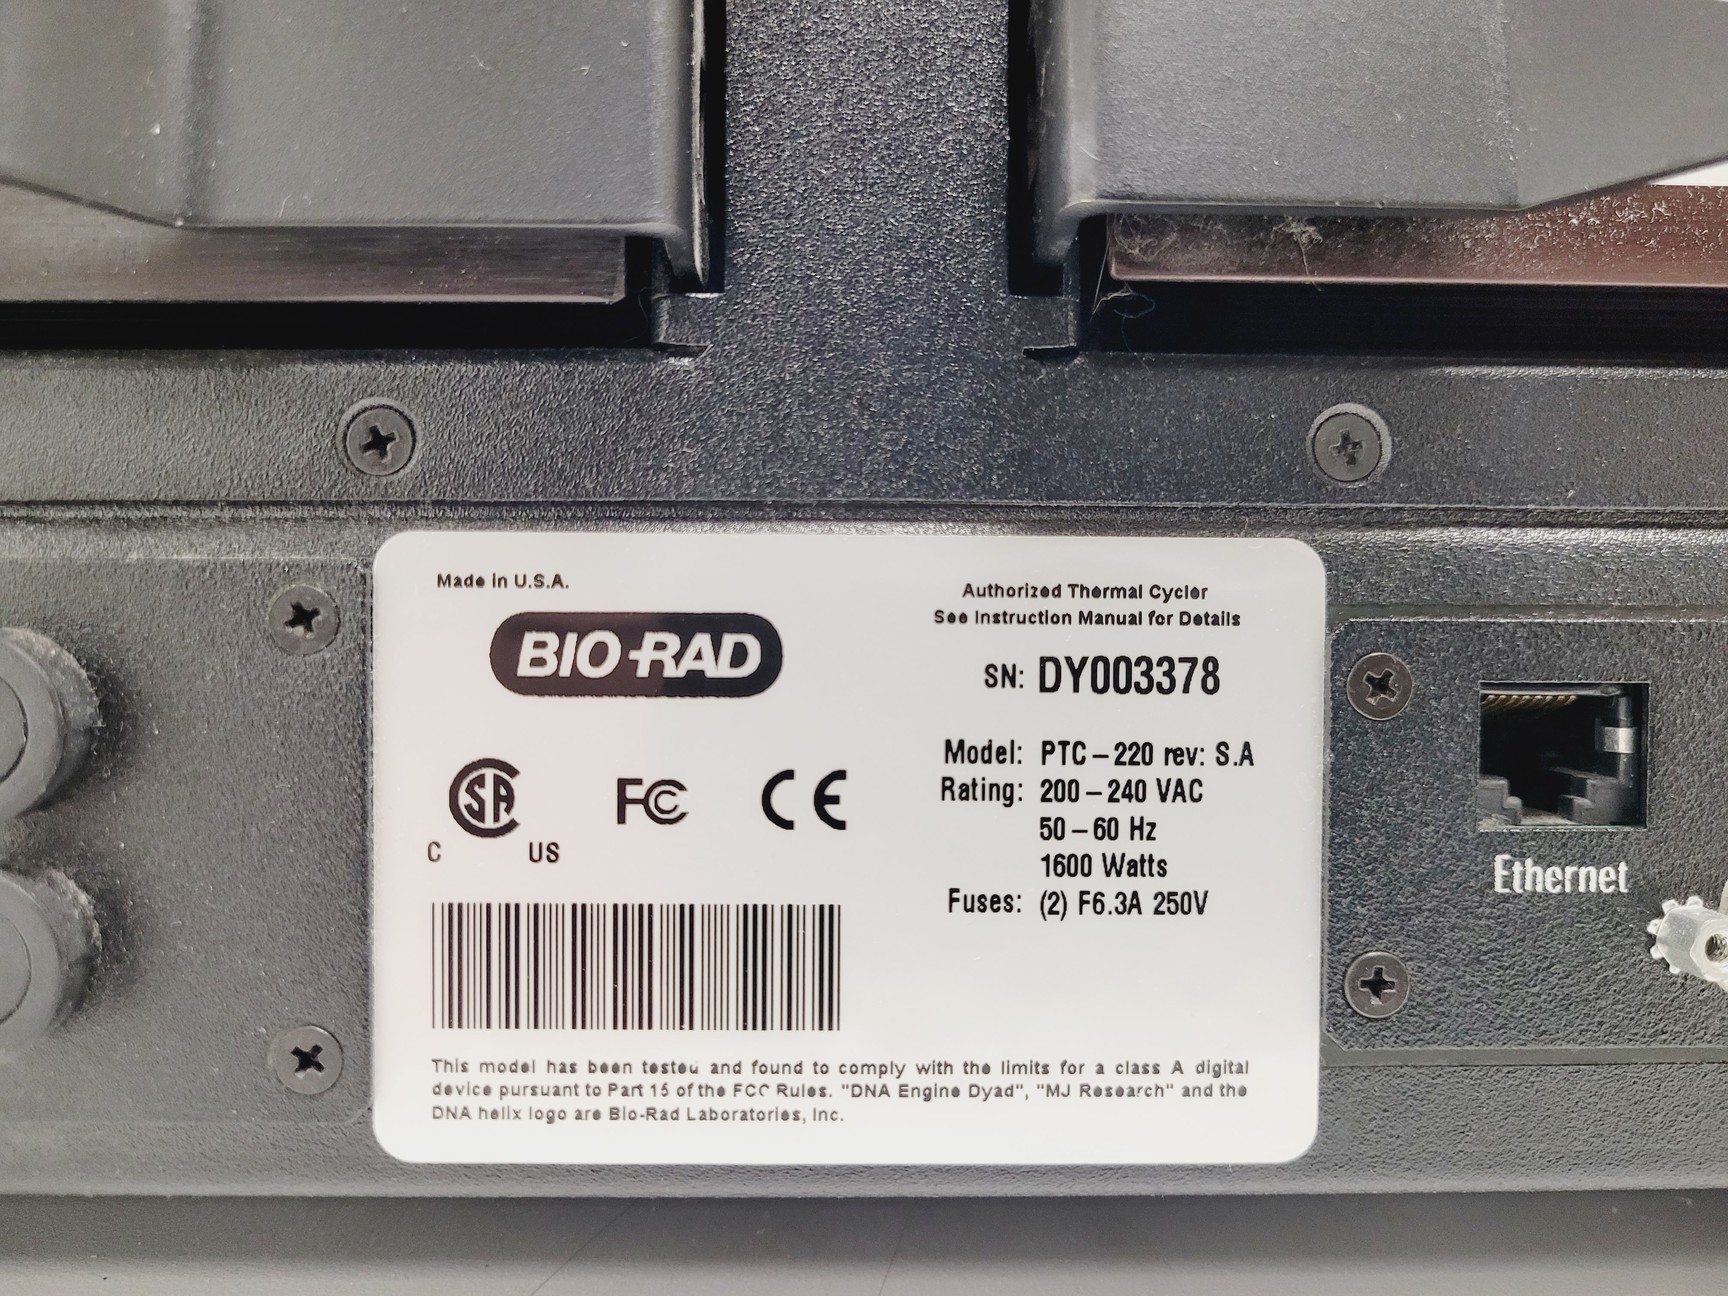 Made in U.S.A.
BIO-RAD
Authorized Thermal Cycler
See Instruction Manual for Details
SN: DY003378
Model: PTC-220 rev: S.A
Rating: 200-240 VAC
50-60 Hz
1600 Watts
Fuses: (2) F6.3A 250V
SA
C US
FC
CE
This model has been tested and found to comply with the limits for a class A digital
device pursuant to Part 15 of the FCC Rules. "DNA Engine Dyad", "MJ Research" and the
DNA helix logo are Bio-Rad Laboratories, Inc.
Ethernet